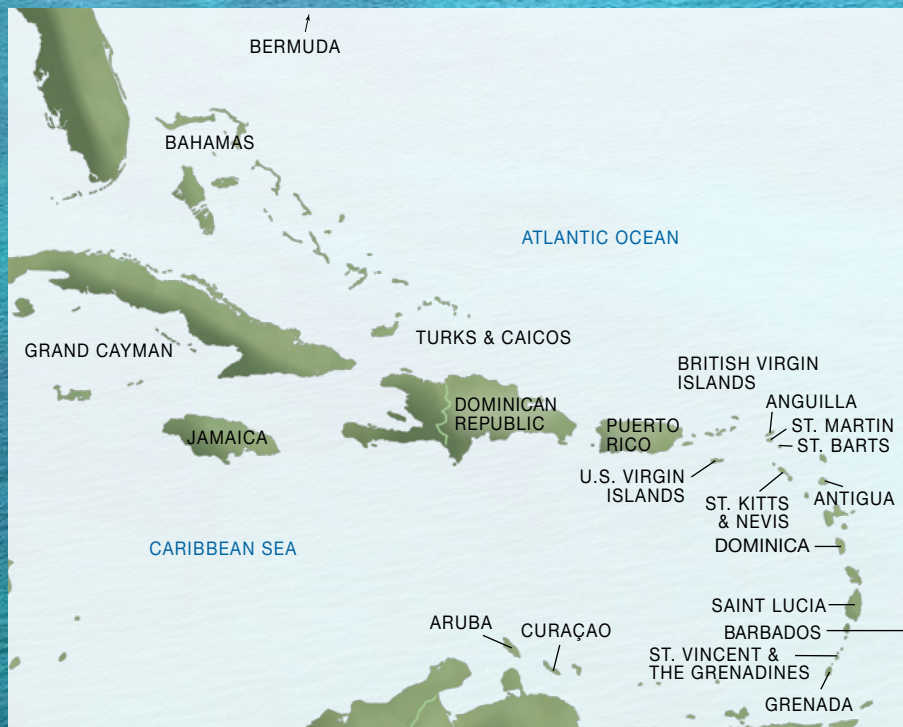 BERMUDA
BAHAMAS
ATLANTIC OCEAN
TURKS & CAICOS
GRAND CAYMAN
BRITISH VIRGIN
ISLANDS
ANGUILLA
ST. MARTIN
ST. BARTS
DOMINICAN
REPUBLIC
PUERTO
RICO
JAMAICA
U.S. VIRGIN
ISLANDS
ST. KITTS
& NEVIS
ANTIGUA
DOMINICA
CARIBBEAN SEA
SAINT LUCIA
ARUBA
CURAÇAO
BARBADOS
ST. VINCENT &
THE GRENADINES
GRENADA